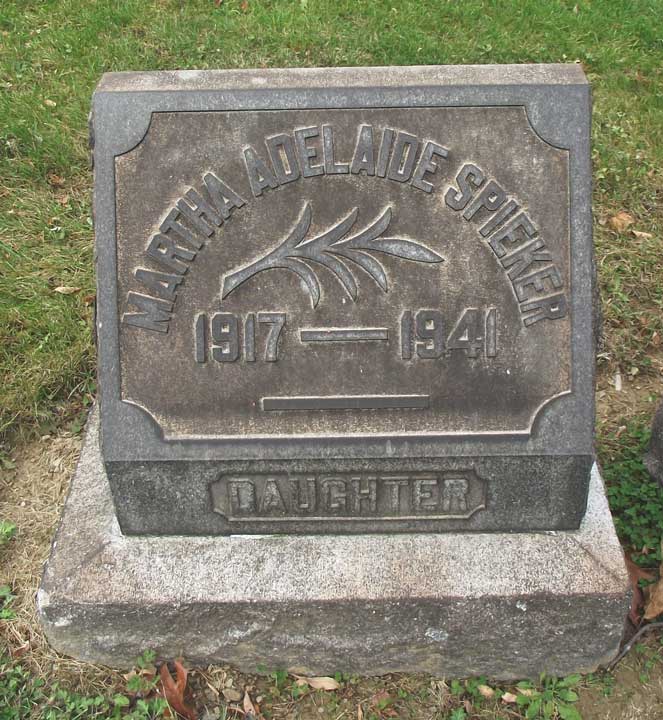 MARTHA ADELAIDE SPIEKER
1917 — 1941
DAUGHTER